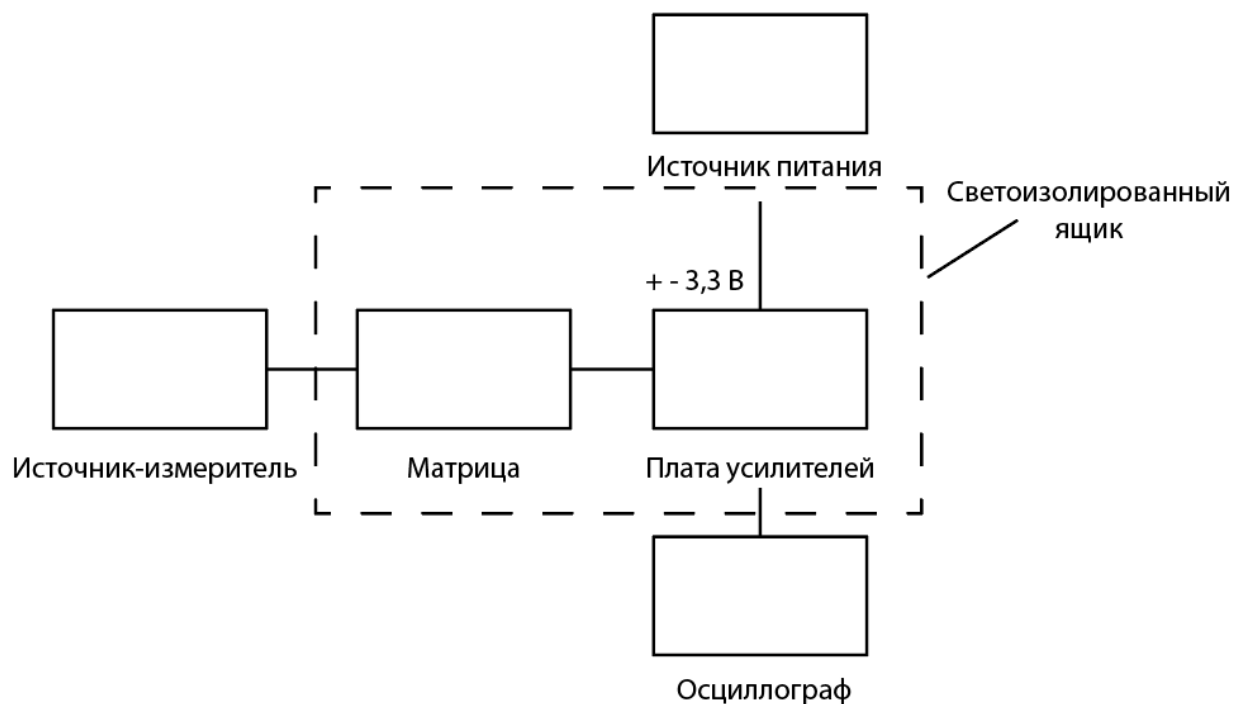 Источник питания
Светоизолированный
ящик
+ - 3,3 В
Источник-измеритель
Матрица
Плата усилителей
Осциллограф